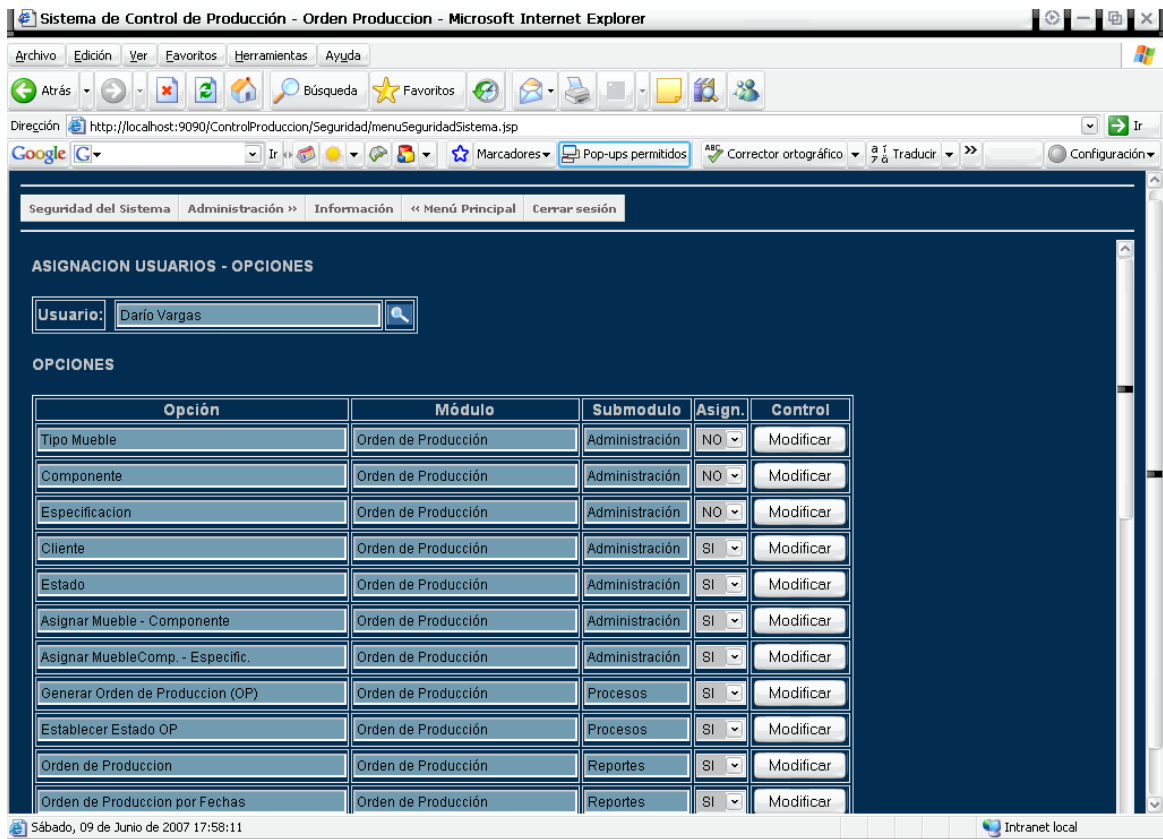 Sistema de Control de Producción - Orden Produccion - Microsoft Internet Explorer
Archivo Edición Ver Favoritos Herramientas Ayuda
Atrás Búsqueda Favoritos
Dirección http://localhost:9090/ControlProduccion/Seguridad/menuSeguridadSistema.jsp Ir
Google G Ir Marcadores Pop-ups permitidos ABC Corrector ortográfico Traducir >> Configuración
Seguridad del Sistema Administración » Información « Menú Principal Cerrar sesión
ASIGNACION USUARIOS - OPCIONES
Usuario: Darío Vargas
OPCIONES
Opción Módulo Submodulo Asign. Control
Tipo Mueble Orden de Producción Administración NO Modificar
Componente Orden de Producción Administración NO Modificar
Especificacion Orden de Producción Administración NO Modificar
Cliente Orden de Producción Administración SI Modificar
Estado Orden de Producción Administración SI Modificar
Asignar Mueble - Componente Orden de Producción Administración SI Modificar
Asignar MuebleComp. - Especific. Orden de Producción Administración SI Modificar
Generar Orden de Produccion (OP) Orden de Producción Procesos SI Modificar
Establecer Estado OP Orden de Producción Procesos SI Modificar
Orden de Produccion Orden de Producción Reportes SI Modificar
Orden de Produccion por Fechas Orden de Producción Reportes SI Modificar
Sábado, 09 de Junio de 2007 17:58:11 Intranet local